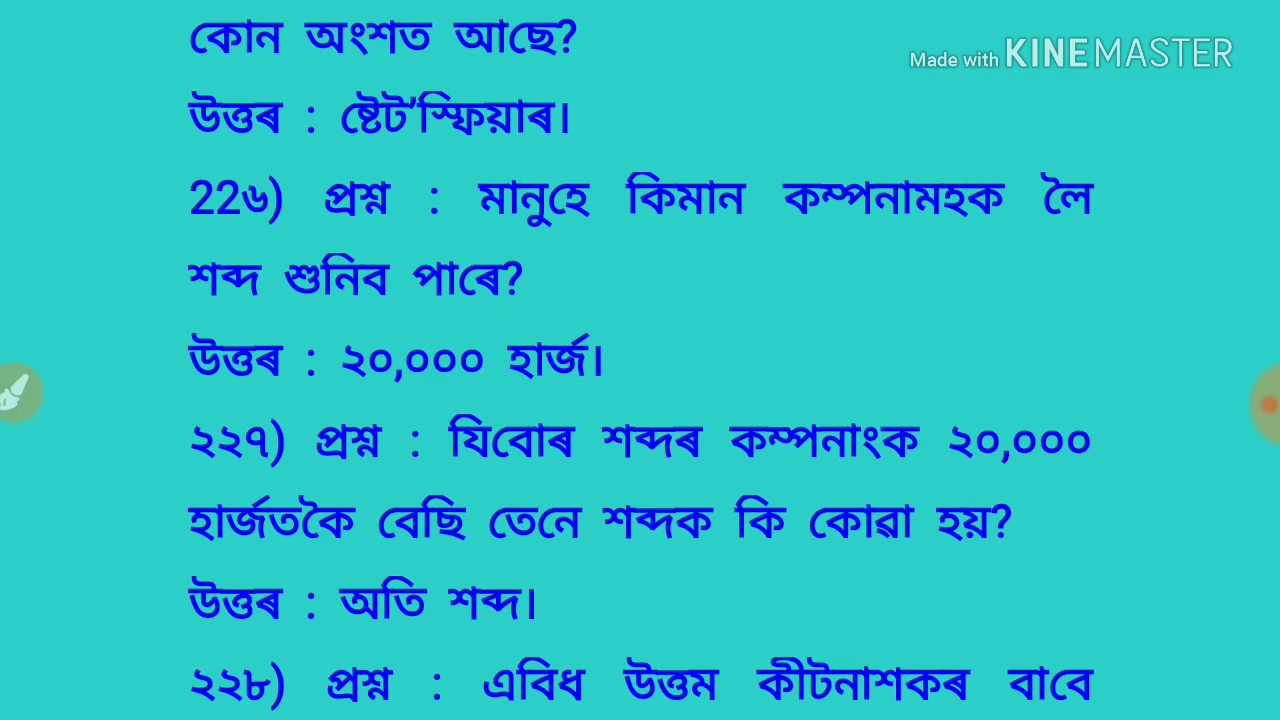 কোন অংশত আছে?
Made with KINEMASTER
উত্তৰ : ষ্টেট'স্ফিয়াৰ।
22৬) প্ৰশ্ন : মানুহে কিমান কম্পনামহক লৈ
শব্দ শুনিব পাৰে?
উত্তৰ : ২০,০০০ হাৰ্জ।
২২৭) প্ৰশ্ন : যিবোৰ শব্দৰ কম্পনাংক ২০,০০০
হাৰ্জতকৈ বেছি তেনে শব্দক কি কোৱা হয়?
উত্তৰ : অতি শব্দ।
২২৮) প্ৰশ্ন : এবিধ উত্তম কীটনাশকৰ বাবে